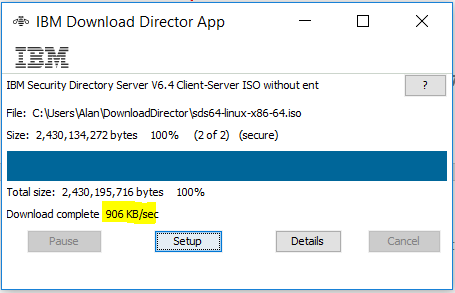 IBM Download Director App
IBM
IBM Security Directory Server V6.4 Client-Server ISO without ent
?
File: C:\Users\Alan\DownloadDirector\sds64-linux-x86-64.iso
Size: 2,430,134,272 bytes 100% (2 of 2) (secure)
Total size: 2,430,195,716 bytes 100%
Download complete 906 KB/sec
Pause Setup Details Cancel